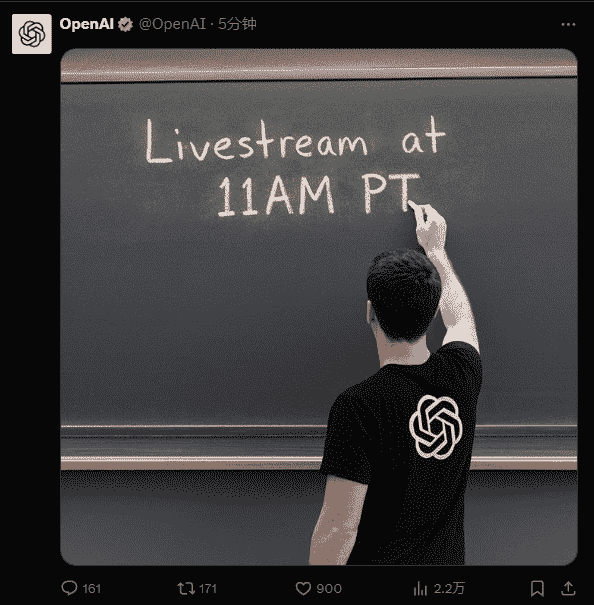 OpenAI @OpenAI · 5分钟
Livestream at
11AM PT
161 171 900 2.2万